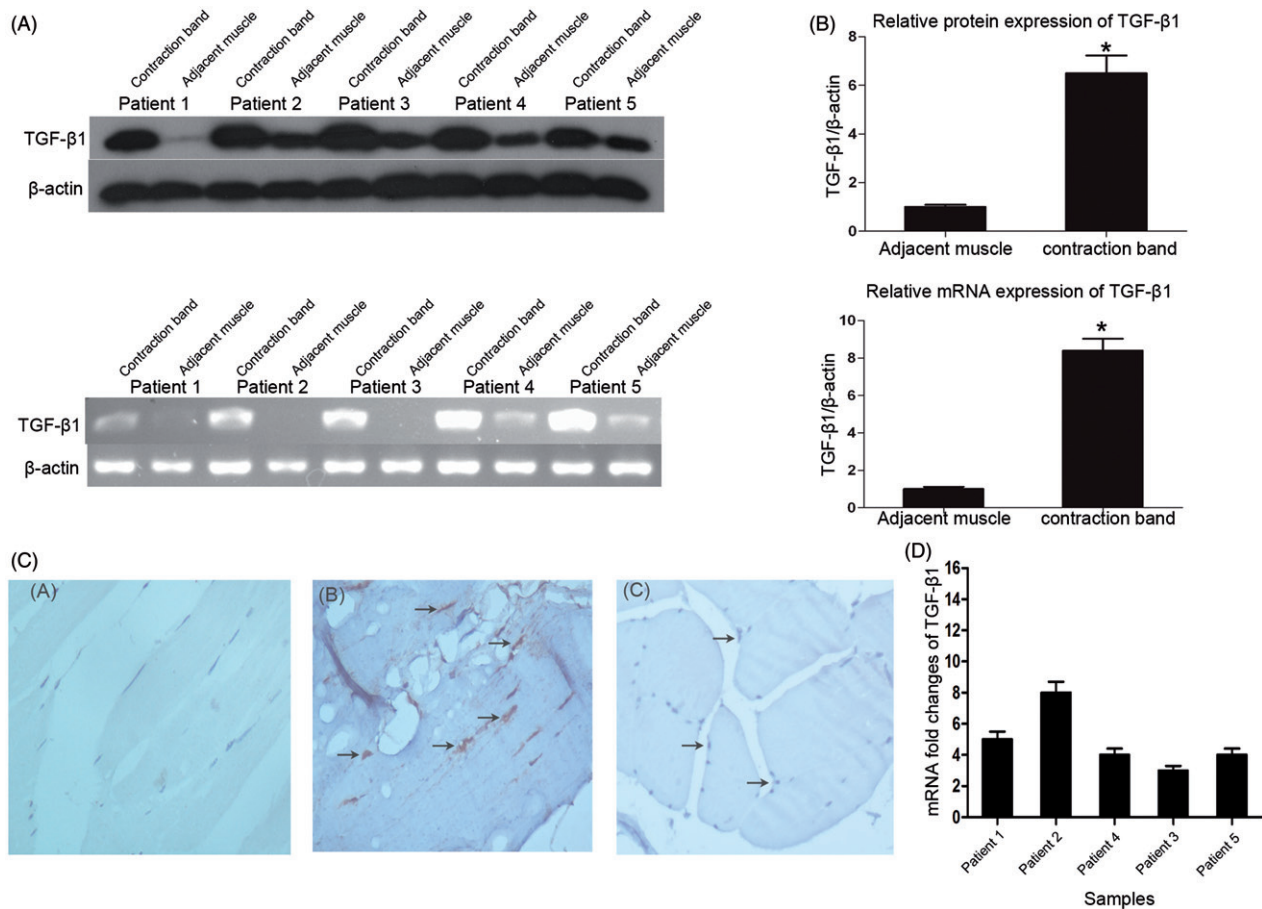 (A)
Contraction band Adjacent muscle Contraction band Adjacent muscle Contraction band Adjacent muscle Contraction band Adjacent muscle Contraction band Adjacent muscle
Patient 1 Patient 2 Patient 3 Patient 4 Patient 5
TGF-β1
β-actin
Contraction band Adjacent muscle Contraction band Adjacent muscle Contraction band Adjacent muscle Contraction band Adjacent muscle Contraction band Adjacent muscle
Patient 1 Patient 2 Patient 3 Patient 4 Patient 5
TGF-β1
β-actin
(B)
Relative protein expression of TGF-β1
TGF-β1/β-actin
8
6
4
2
0
*
Adjacent muscle contraction band
Relative mRNA expression of TGF-β1
TGF-β1/β-actin
10
8
6
4
2
0
*
Adjacent muscle contraction band
(C)
(A)
(B)
(C)
(D)
mRNA fold changes of TGF-β1
16
14
12
10
8
6
4
2
0
Patient 1 Patient 2 Patient 4 Patient 3 Patient 5
Samples